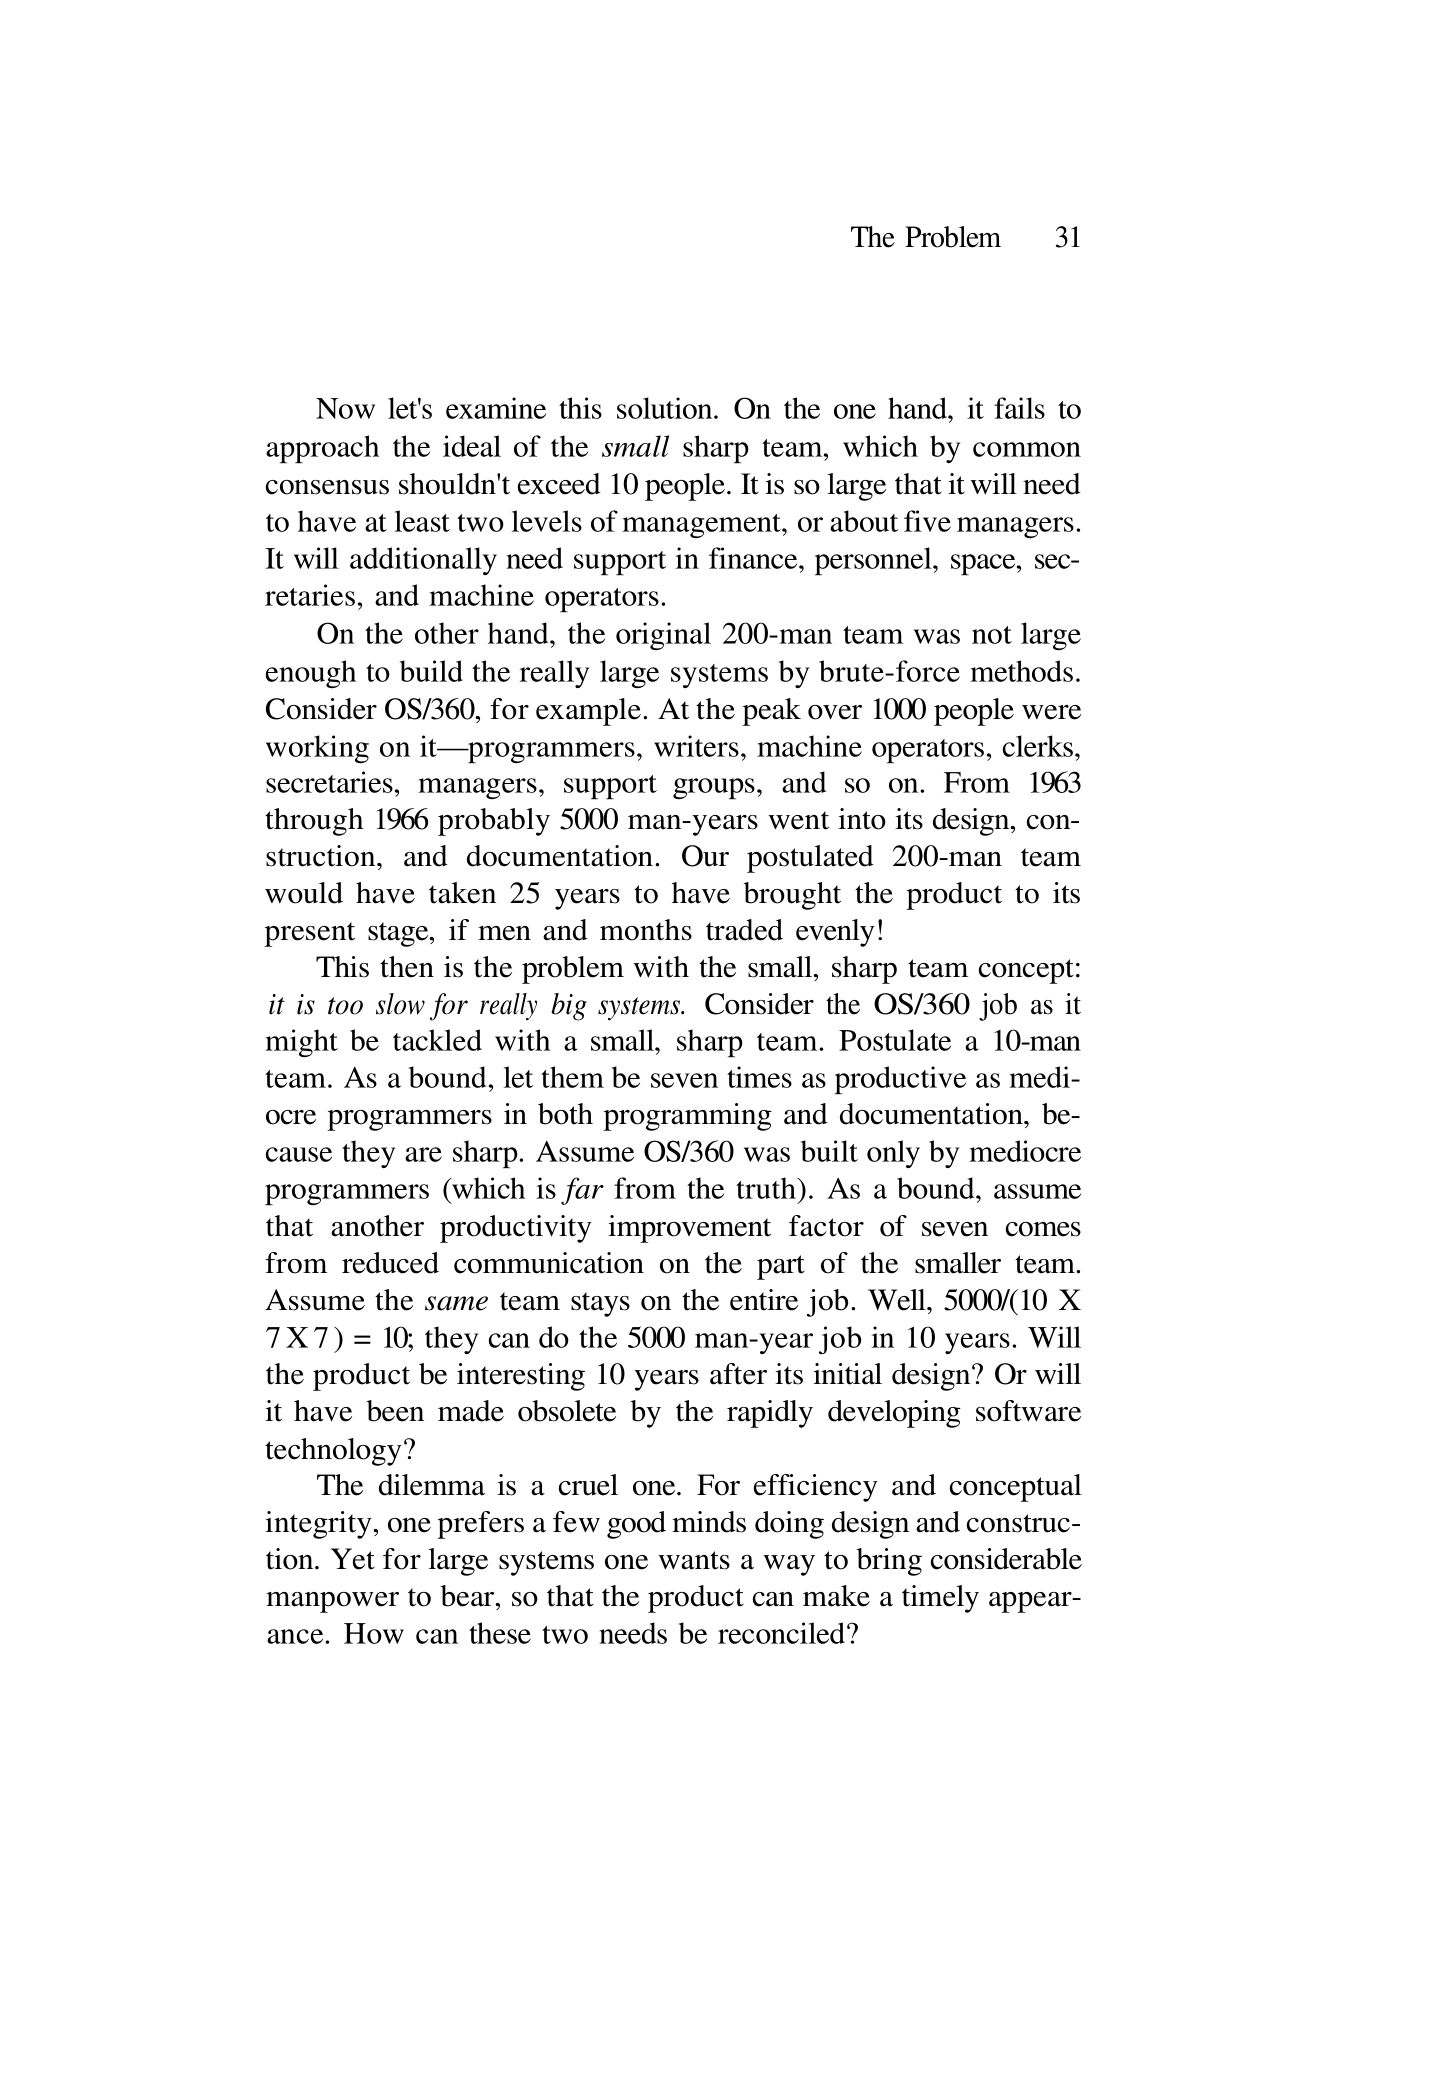 The Problem 31
Now let's examine this solution. On the one hand, it fails to
approach the ideal of the small sharp team, which by common
consensus shouldn't exceed 10 people. It is so large that it will need
to have at least two levels of management, or about five managers.
It will additionally need support in finance, personnel, space, sec-
retaries, and machine operators.
On the other hand, the original 200-man team was not large
enough to build the really large systems by brute-force methods.
Consider OS/360, for example. At the peak over 1000 people were
working on it—programmers, writers, machine operators, clerks,
secretaries, managers, support groups, and so on. From 1963
through 1966 probably 5000 man-years went into its design, con-
struction, and documentation. Our postulated 200-man team
would have taken 25 years to have brought the product to its
present stage, if men and months traded evenly!
This then is the problem with the small, sharp team concept:
it is too slow for really big systems. Consider the OS/360 job as it
might be tackled with a small, sharp team. Postulate a 10-man
team. As a bound, let them be seven times as productive as medi-
ocre programmers in both programming and documentation, be-
cause they are sharp. Assume OS/360 was built only by mediocre
programmers (which is far from the truth). As a bound, assume
that another productivity improvement factor of seven comes
from reduced communication on the part of the smaller team.
Assume the same team stays on the entire job. Well, 5000/(10 X
7 X 7 ) = 10; they can do the 5000 man-year job in 10 years. Will
the product be interesting 10 years after its initial design? Or will
it have been made obsolete by the rapidly developing software
technology?
The dilemma is a cruel one. For efficiency and conceptual
integrity, one prefers a few good minds doing design and construc-
tion. Yet for large systems one wants a way to bring considerable
manpower to bear, so that the product can make a timely appear-
ance. How can these two needs be reconciled?